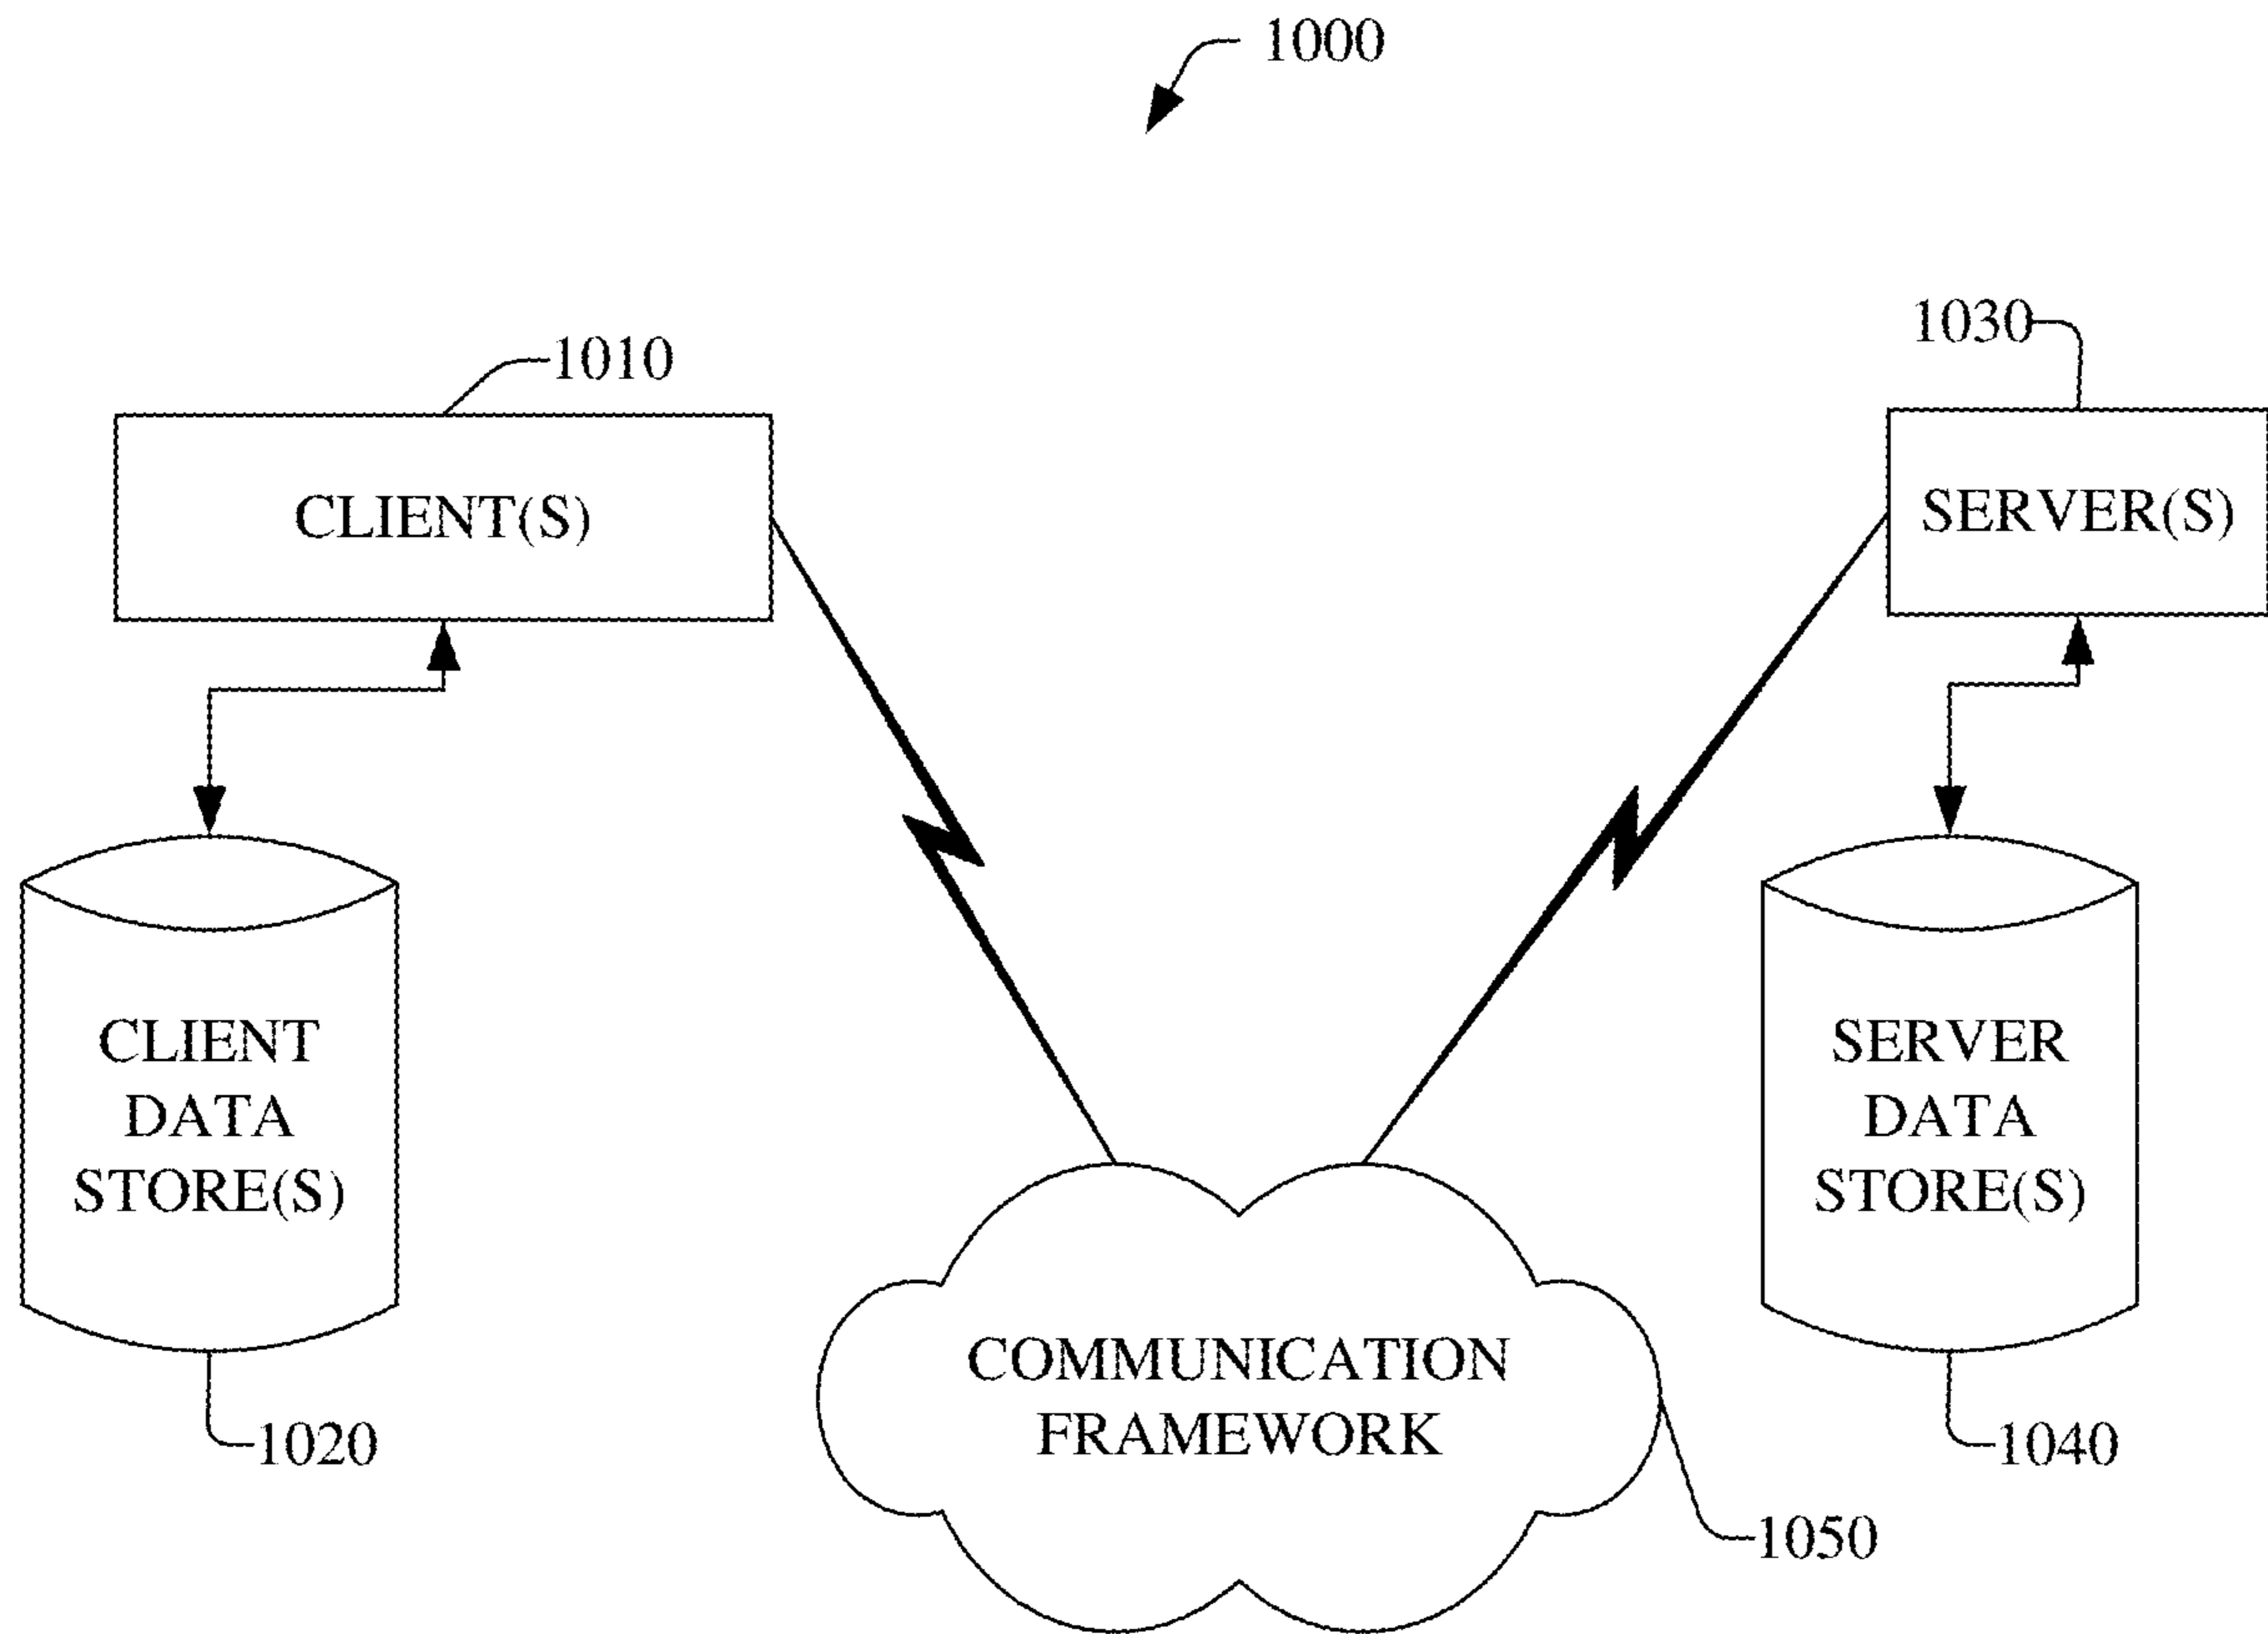 1000
1010
1030
CLIENT(S)
SERVER(S)
CLIENT
DATA
STORE(S)
SERVER
DATA
STORE(S)
COMMUNICATION
FRAMEWORK
1020
1040
1050